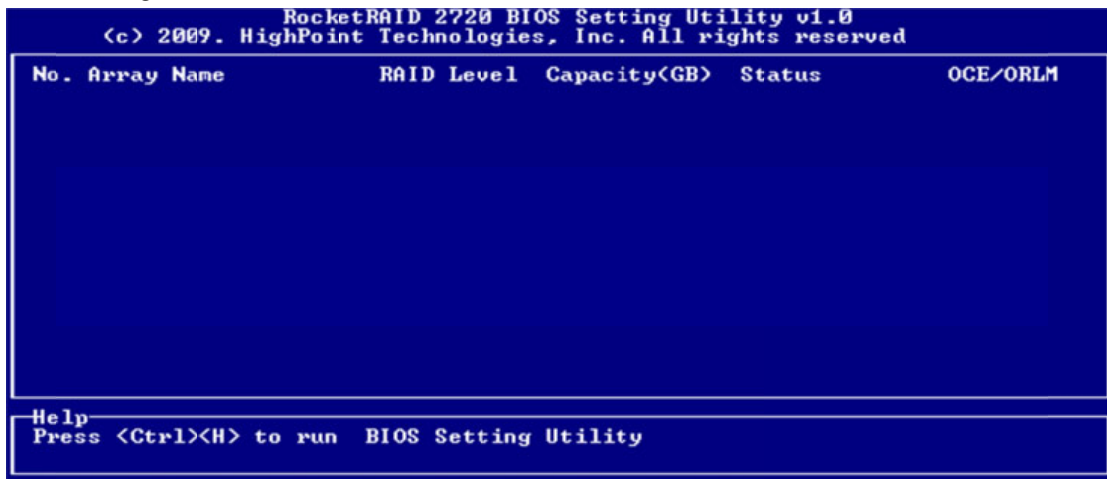 RocketRAID 2720 BIOS Setting Utility v1.0
(c) 2009. HighPoint Technologies, Inc. All rights reserved
No. Array Name RAID Level Capacity(GB) Status OCE/ORLM
Help
Press <Ctrl><H> to run BIOS Setting Utility